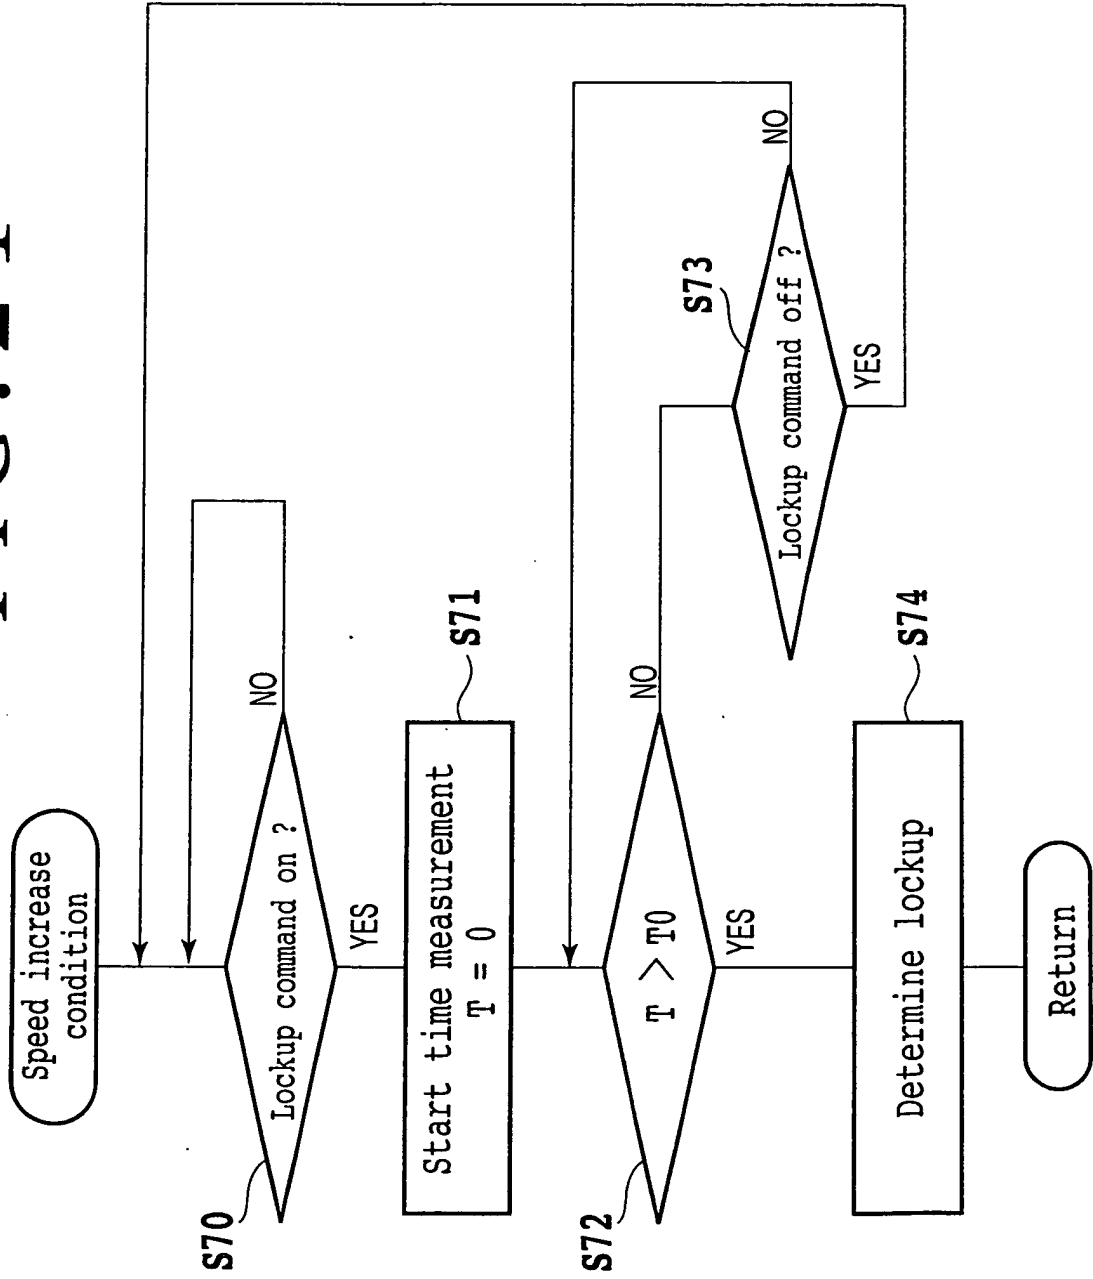 Speed increase
condition
S70
Lockup command on ?
NO
YES
Start time measurement
T = 0
S71
S72
T > T0
NO
YES
S73
Lockup command off ?
NO
YES
Determine lockup
S74
Return